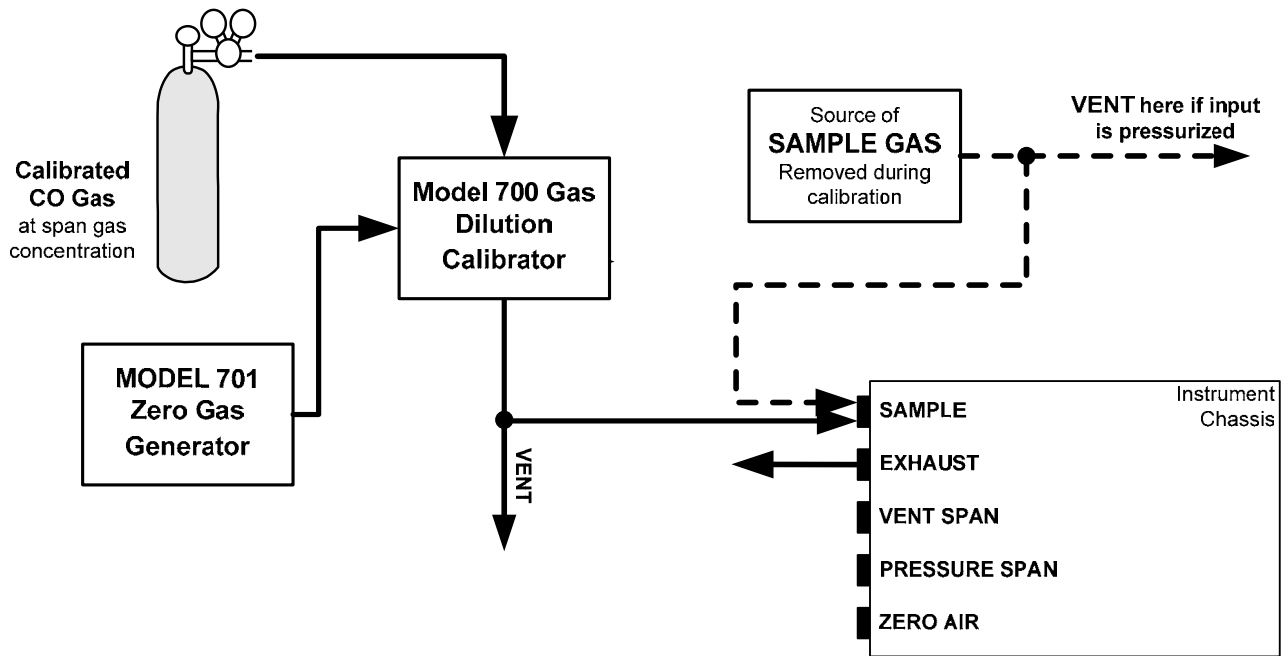 Calibrated
CO Gas
at span gas
concentration
Model 700 Gas
Dilution
Calibrator
MODEL 701
Zero Gas
Generator
VENT
Source of
SAMPLE GAS
Removed during
calibration
VENT here if input
is pressurized
Instrument
Chassis
SAMPLE
EXHAUST
VENT SPAN
PRESSURE SPAN
ZERO AIR